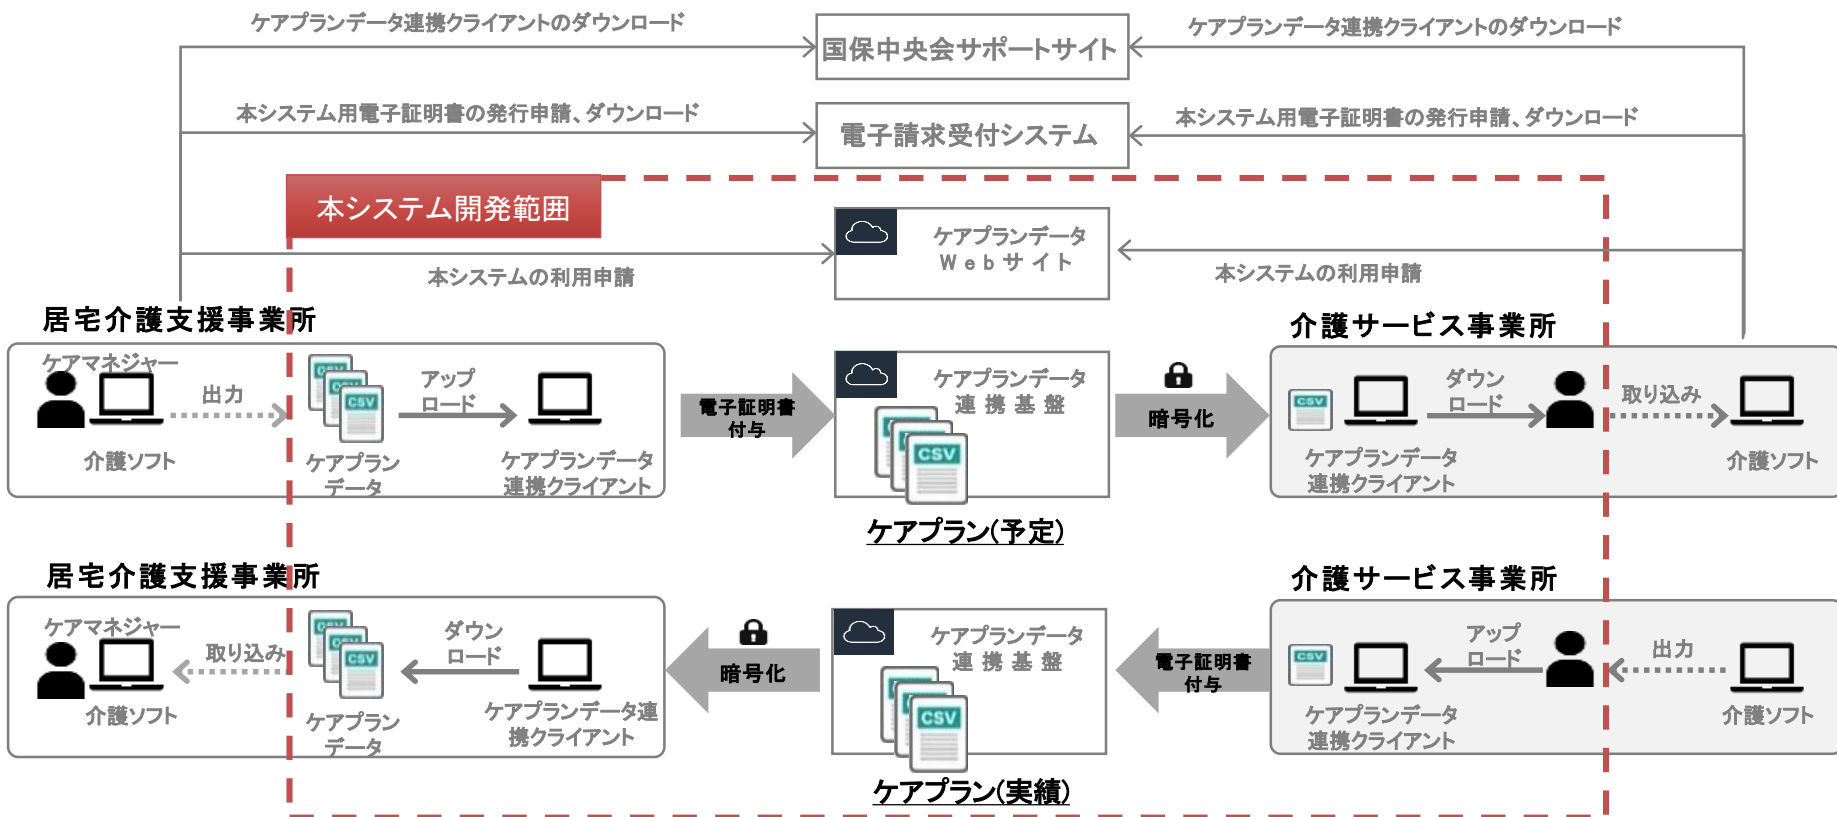 ケアプランデータ連携クライアントのダウンロード
国保中央会サポートサイト
ケアプランデータ連携クライアントのダウンロード
本システム用電子証明書の発行申請、ダウンロード
電子請求受付システム
本システム用電子証明書の発行申請、ダウンロード
本システム開発範囲
ケアプランデータ
Webサイト
本システムの利用申請
本システムの利用申請
居宅介護支援事業所
ケアマネジャー
出力
介護ソフト
CSV
CSV
CSV
ケアプラン
データ
アップ
ロード
ケアプランデータ
連携クライアント
電子証明書
付与
ケアプランデータ
連携基盤
CSV
ケアプラン(予定)
暗号化
介護サービス事業所
CSV
ケアプランデータ
連携クライアント
ダウン
ロード
取り込み
介護ソフト
居宅介護支援事業所
ケアマネジャー
取り込み
介護ソフト
CSV
CSV
CSV
ケアプラン
データ
ダウン
ロード
ケアプランデータ連
携クライアント
暗号化
ケアプランデータ
連携基盤
CSV
ケアプラン(実績)
電子証明書
付与
介護サービス事業所
CSV
ケアプランデータ
連携クライアント
アップ
ロード
出力
介護ソフト